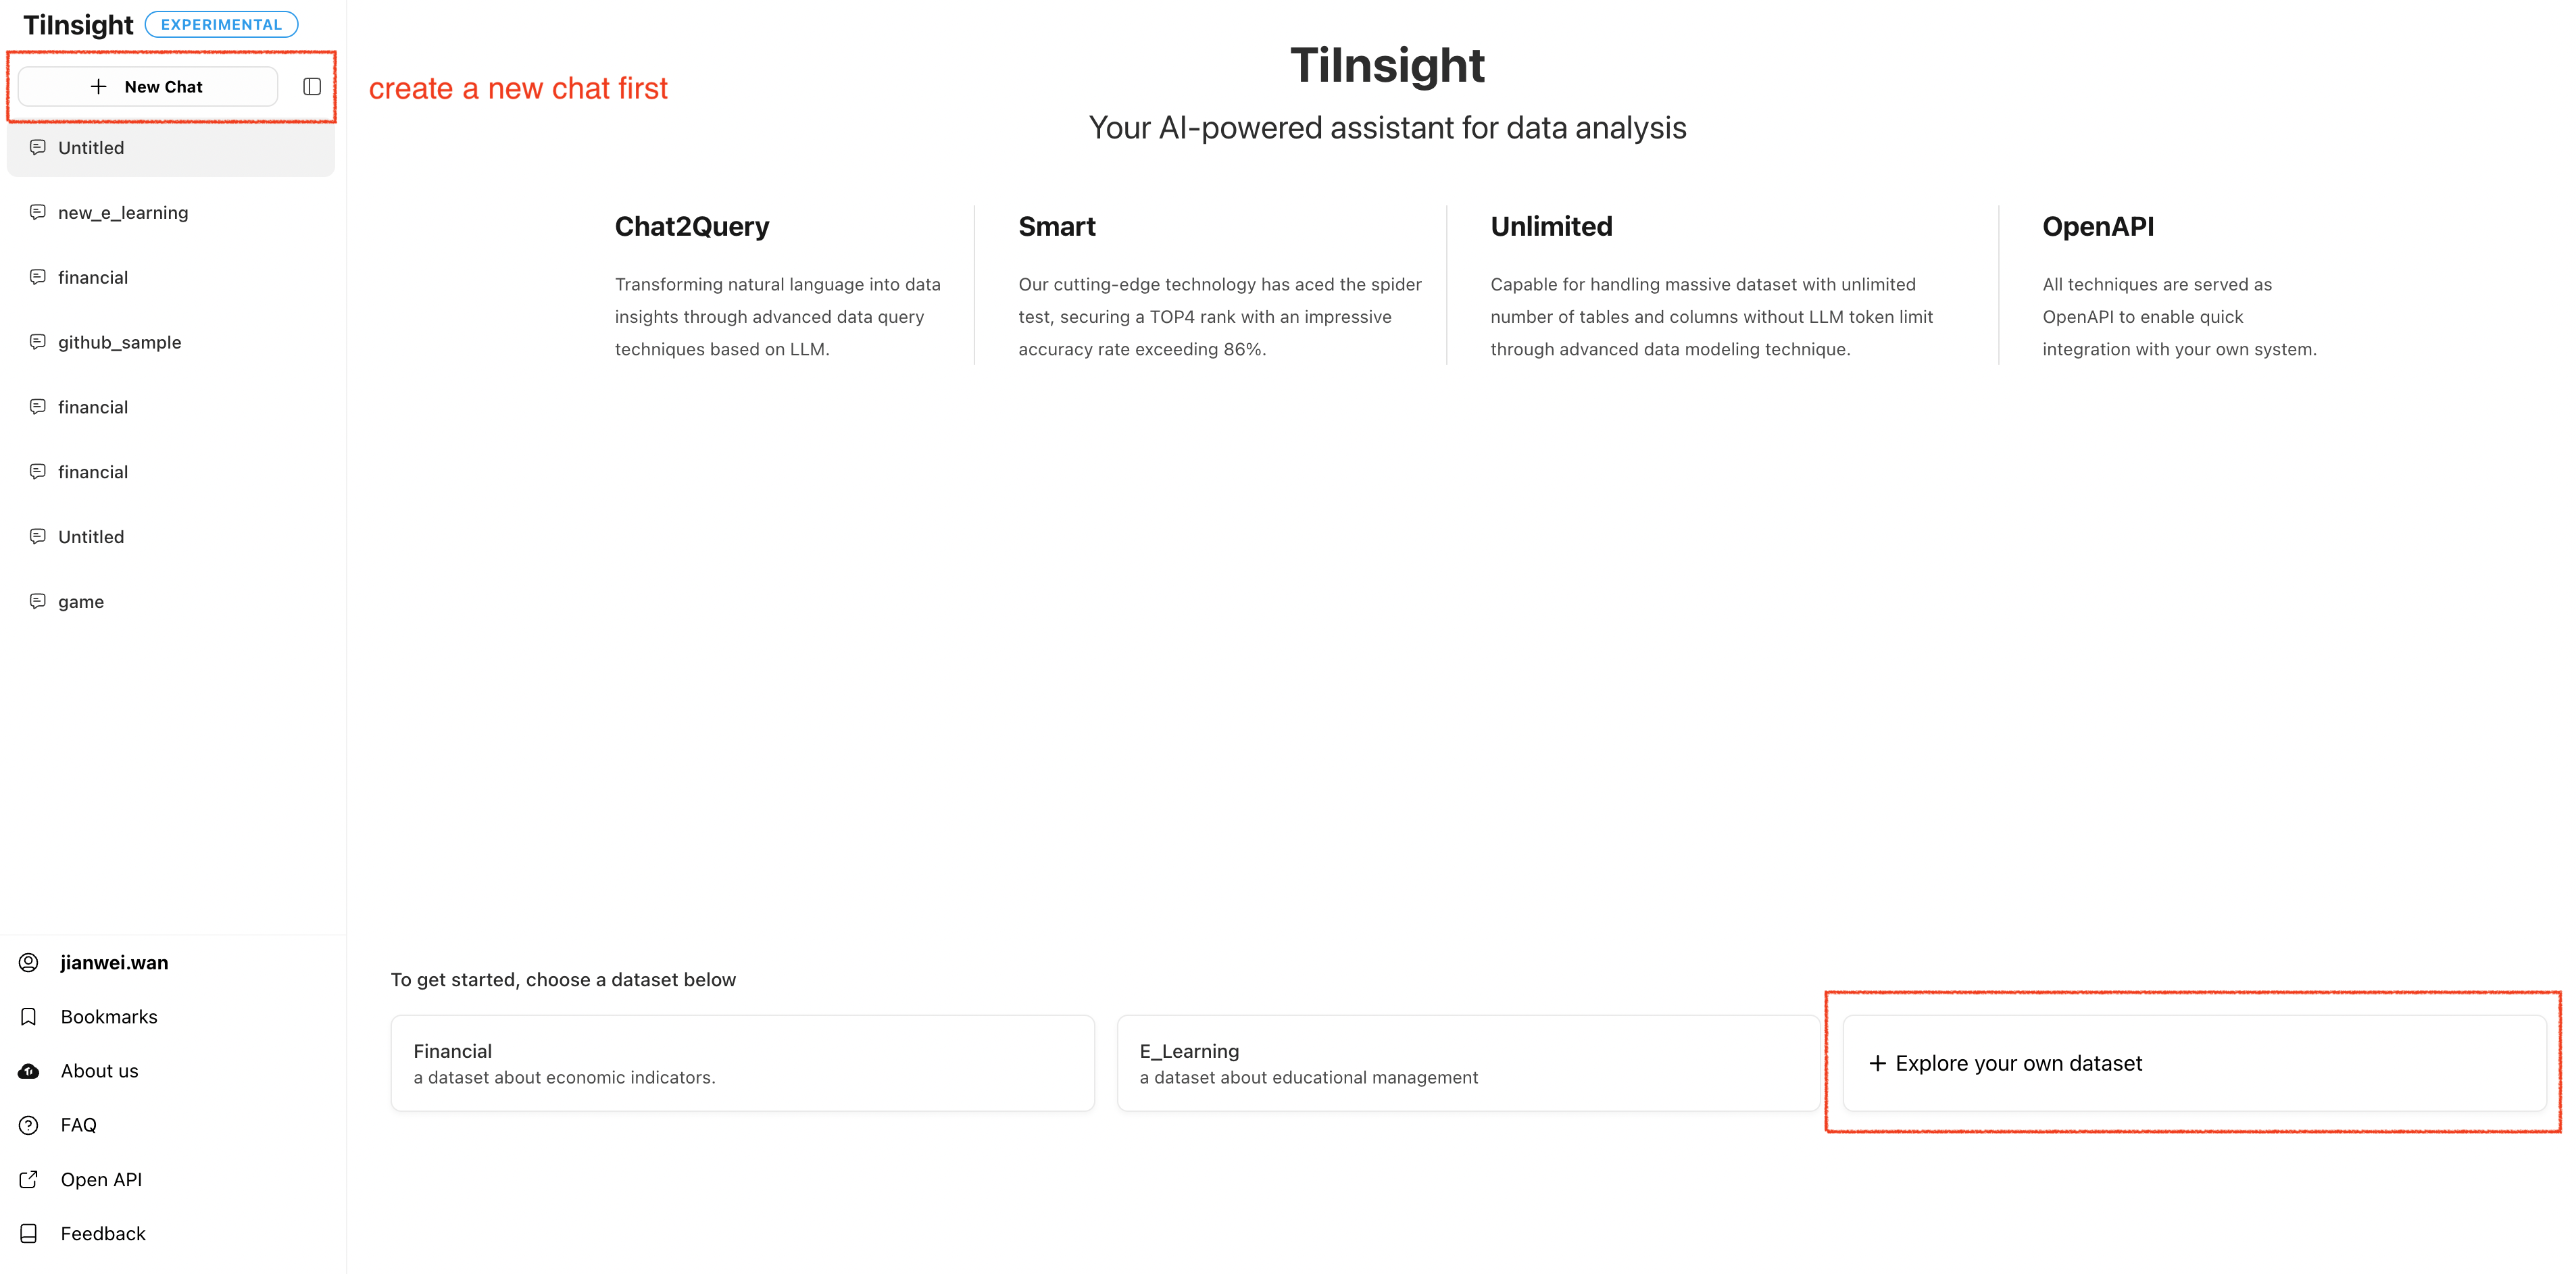 TiInsight EXPERIMENTAL
New Chat
create a new chat first
Untitled
new_e_learning
financial
github_sample
financial
financial
Untitled
game
jianwei.wan
Bookmarks
About us
FAQ
Open API
Feedback
TiInsight
Your AI-powered assistant for data analysis
Chat2Query
Transforming natural language into data
insights through advanced data query
techniques based on LLM.
Smart
Our cutting-edge technology has aced the spider
test, securing a TOP4 rank with an impressive
accuracy rate exceeding 86%.
Unlimited
Capable for handling massive dataset with unlimited
number of tables and columns without LLM token limit
through advanced data modeling technique.
OpenAPI
All techniques are served as
OpenAPI to enable quick
integration with your own system.
To get started, choose a dataset below
Financial
a dataset about economic indicators.
E_Learning
a dataset about educational management
+ Explore your own dataset